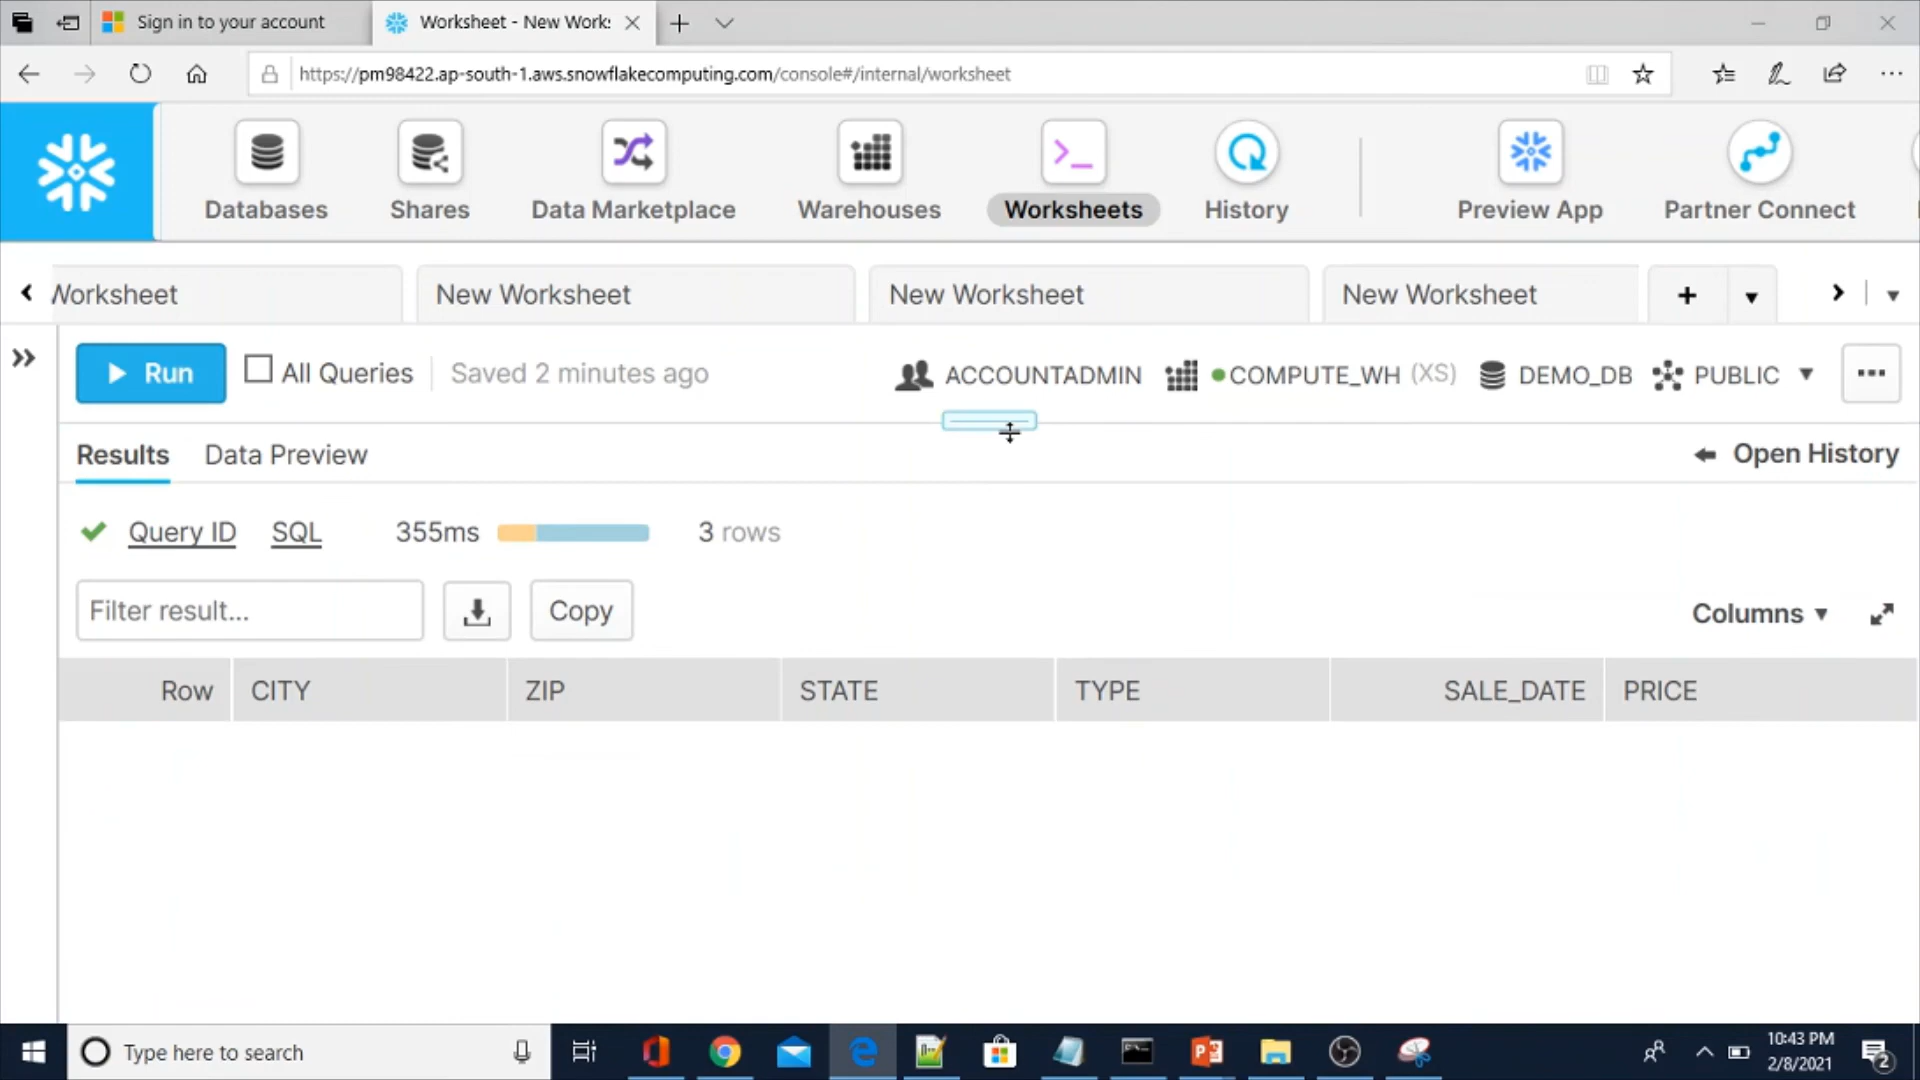 Sign in to your account
Worksheet - New Work:
https://pm98422.ap-south-1.aws.snowflakecomputing.com/console#/internal/worksheet
Databases
Shares
Data Marketplace
Warehouses
Worksheets
History
Preview App
Partner Connect
Worksheet
New Worksheet
New Worksheet
New Worksheet
Run
All Queries
Saved 2 minutes ago
ACCOUNTADMIN
COMPUTE_WH (XS)
DEMO_DB
PUBLIC
Results
Data Preview
Open History
Query ID
SQL
355ms
3 rows
Filter result...
Copy
Columns
Row CITY ZIP STATE TYPE SALE_DATE PRICE
Type here to search
10:43 PM
2/8/2021
2